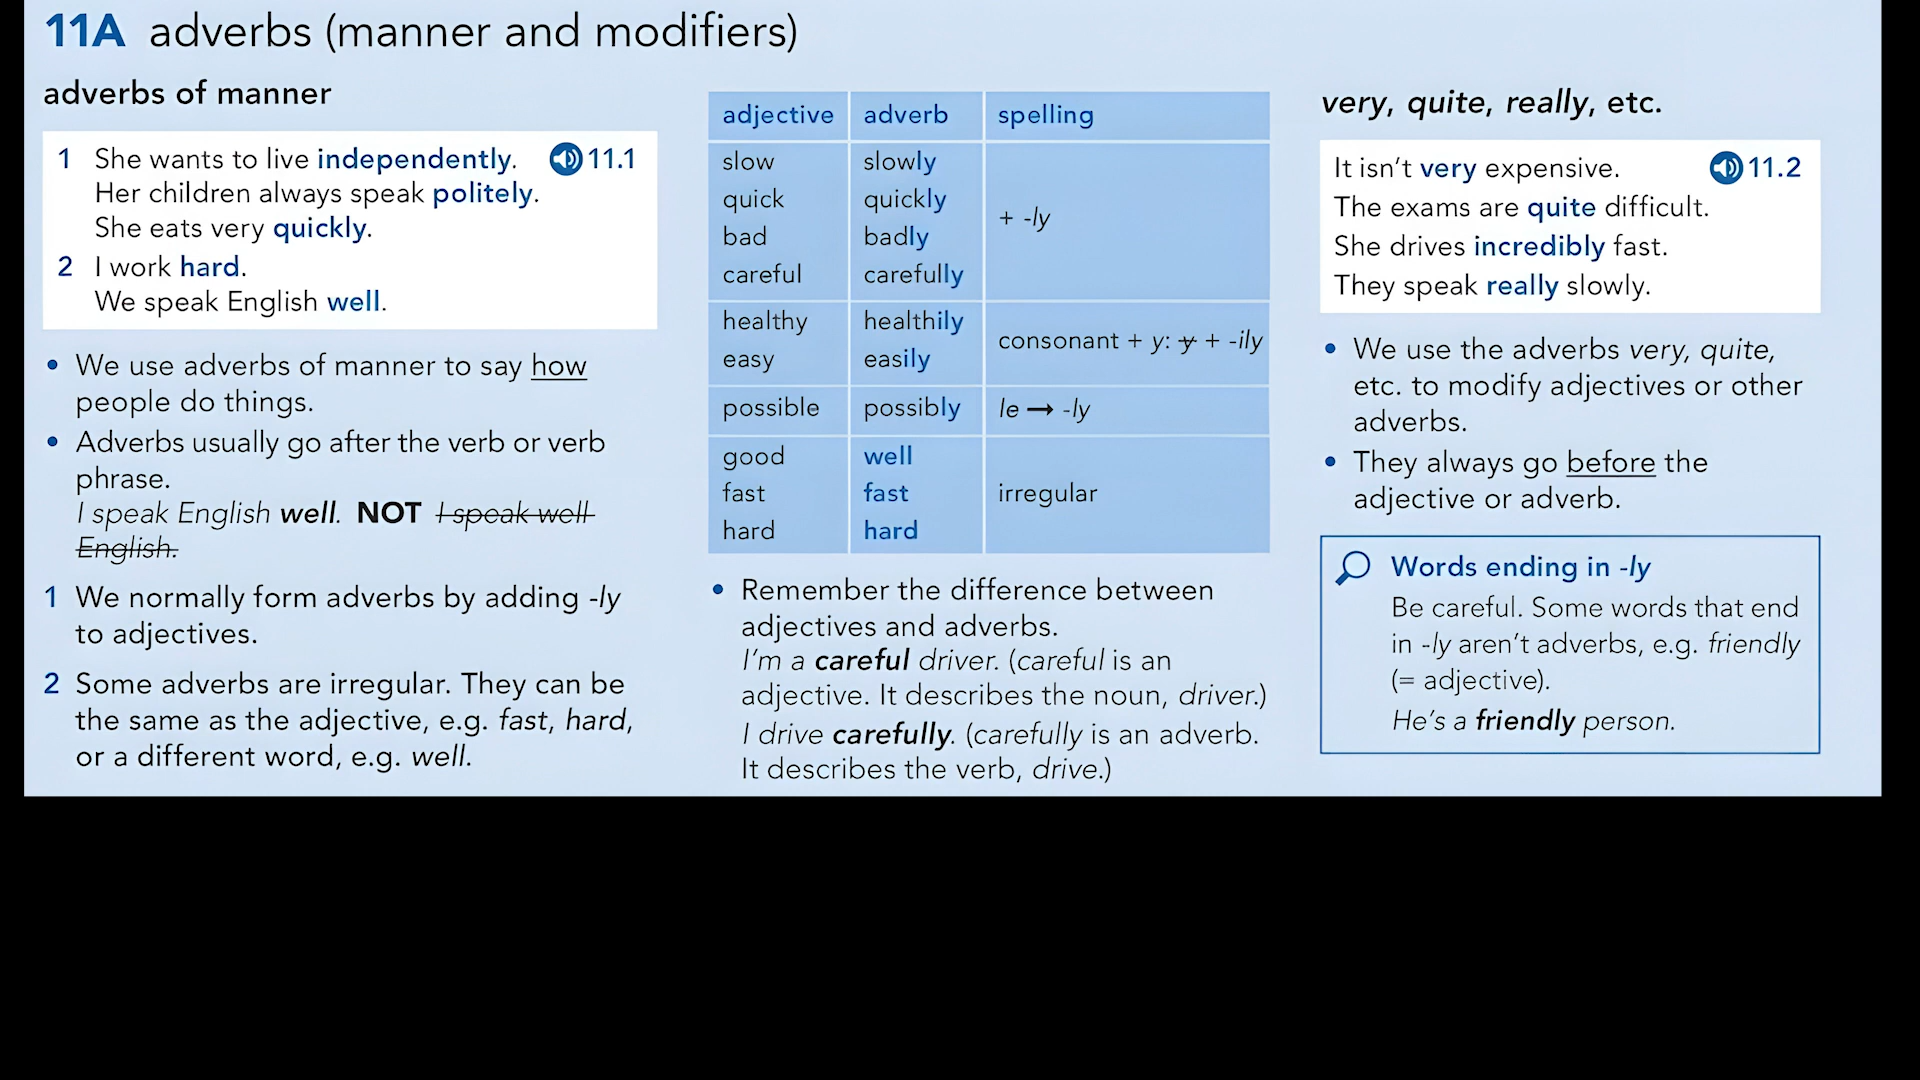 11A adverbs (manner and modifiers)
adverbs of manner
1 She wants to live independently. 11.1
Her children always speak politely.
She eats very quickly.
2 I work hard.
We speak English well.
• We use adverbs of manner to say how
people do things.
• Adverbs usually go after the verb or verb
phrase.
I speak English well. NOT I speak well
English.
1 We normally form adverbs by adding -ly
to adjectives.
2 Some adverbs are irregular. They can be
the same as the adjective, e.g. fast, hard,
or a different word, e.g. well.
adjective adverb spelling
slow slowly
quick quickly
+ -ly
bad badly
careful carefully
healthy healthily
consonant + y: y + -ily
easy easily
possible possibly le → -ly
good well
fast fast irregular
hard hard
• Remember the difference between
adjectives and adverbs.
I'm a careful driver. (careful is an
adjective. It describes the noun, driver.)
I drive carefully. (carefully is an adverb.
It describes the verb, drive.)
very, quite, really, etc.
It isn't very expensive. 11.2
The exams are quite difficult.
She drives incredibly fast.
They speak really slowly.
• We use the adverbs very, quite,
etc. to modify adjectives or other
adverbs.
• They always go before the
adjective or adverb.
Words ending in -ly
Be careful. Some words that end
in -ly aren't adverbs, e.g. friendly
(= adjective).
He's a friendly person.